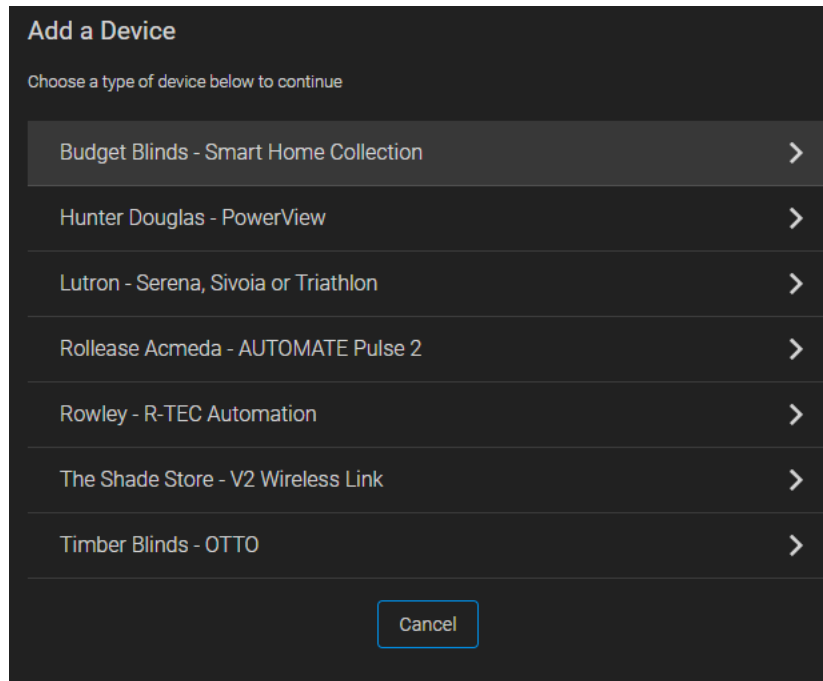 Add a Device
Choose a type of device below to continue
Budget Blinds - Smart Home Collection
Hunter Douglas - PowerView
Lutron - Serena, Sivoia or Triathlon
Rollease Acmeda - AUTOMATE Pulse 2
Rowley - R-TEC Automation
The Shade Store - V2 Wireless Link
Timber Blinds - OTTO
Cancel